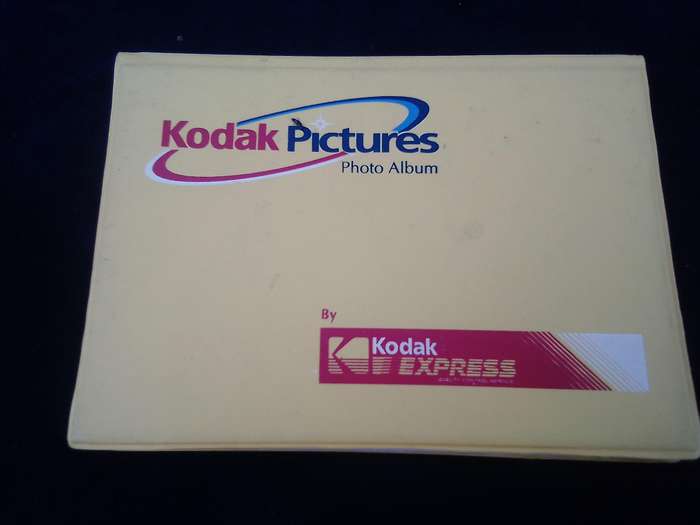 Kodak Pictures
Photo Album
By
Kodak
EXPRESS